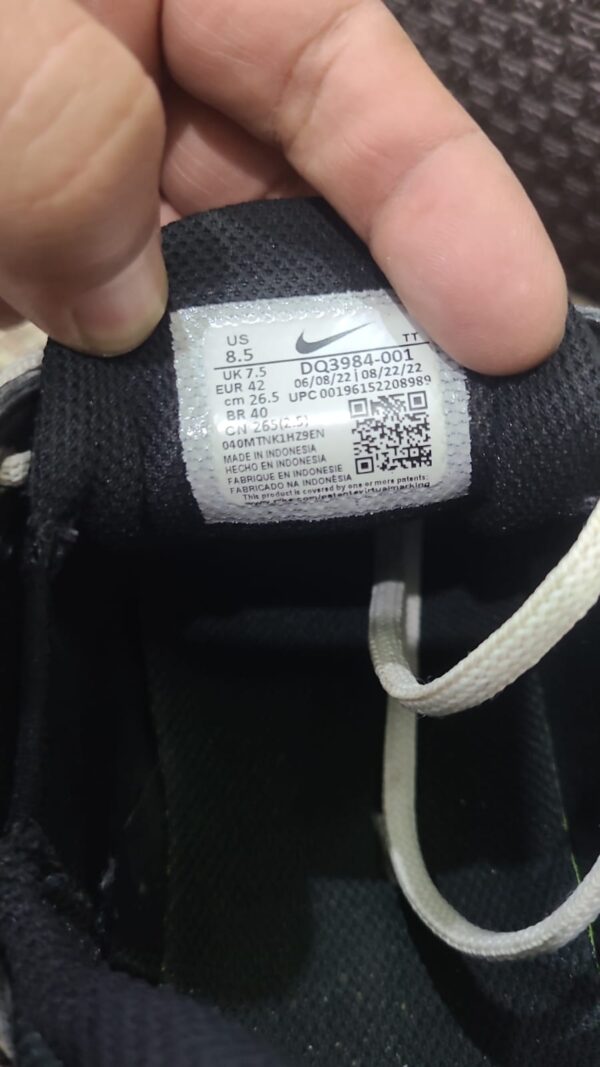 US
8.5
TT
UK 7.5
DQ3984-001
EUR 42
06/08/22 | 08/22/22
cm 26.5
UPC 00196152208989
BR 40
CN 265(2.5)
040MTNK1HZ9EN
MADE IN INDONESIA
HECHO EN INDONESIA
FABRIQUE EN INDONESIE
FABRICADO NA INDONÉSIA
This product is covered by one or more patents: